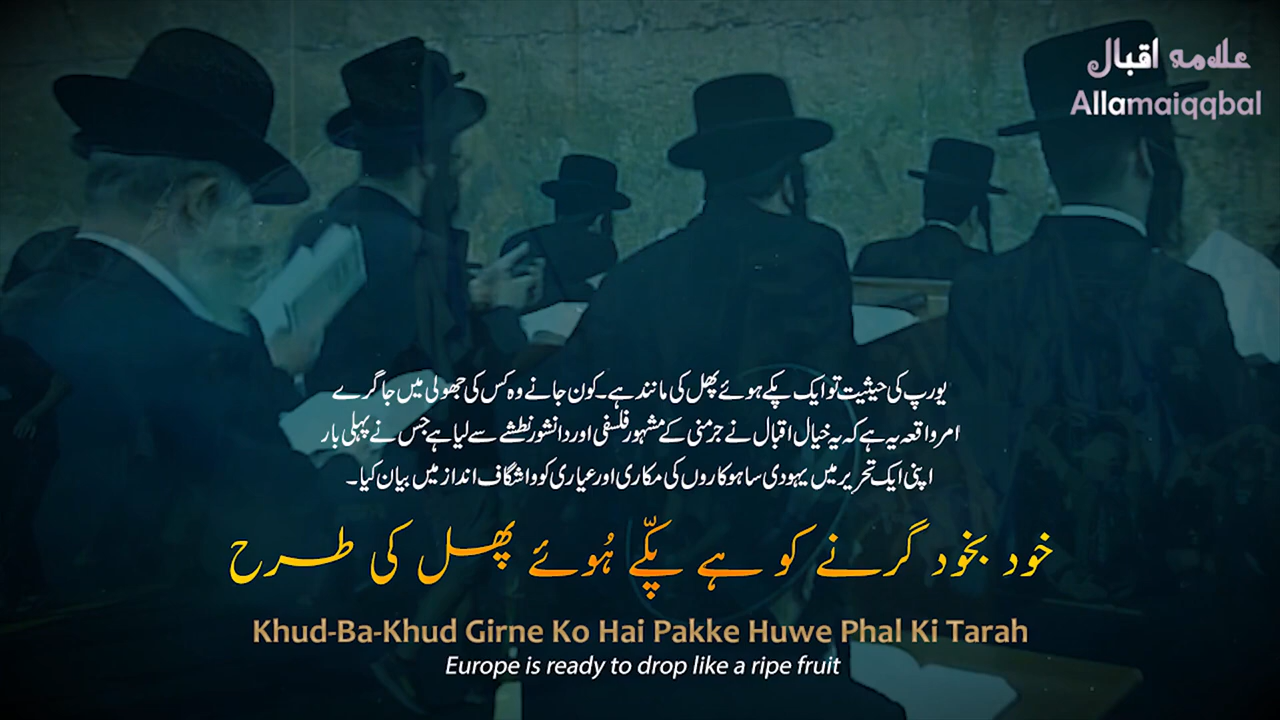 علامہ اقبال
Allamaiqqbal
یورپ کی حیثیت تو ایک پکے ہوئے پھل کی مانند ہے۔ کون جانے وہ کس کی جھولی میں جا گرے
امر واقعہ یہ ہے کہ یہ خیال اقبال نے جرمنی کے مشہور فلسفی اور دانشور نطشے سے لیا ہے جس نے پہلی بار
اپنی ایک تحریر میں یہودی ساہوکاروں کی مکاری اور عیاری کو واشگاف انداز میں بیان کیا۔
خود بخود گرنے کو ہے پکّے ہُوئے پھل کی طرح
Khud-Ba-Khud Girne Ko Hai Pakke Huwe Phal Ki Tarah
Europe is ready to drop like a ripe fruit